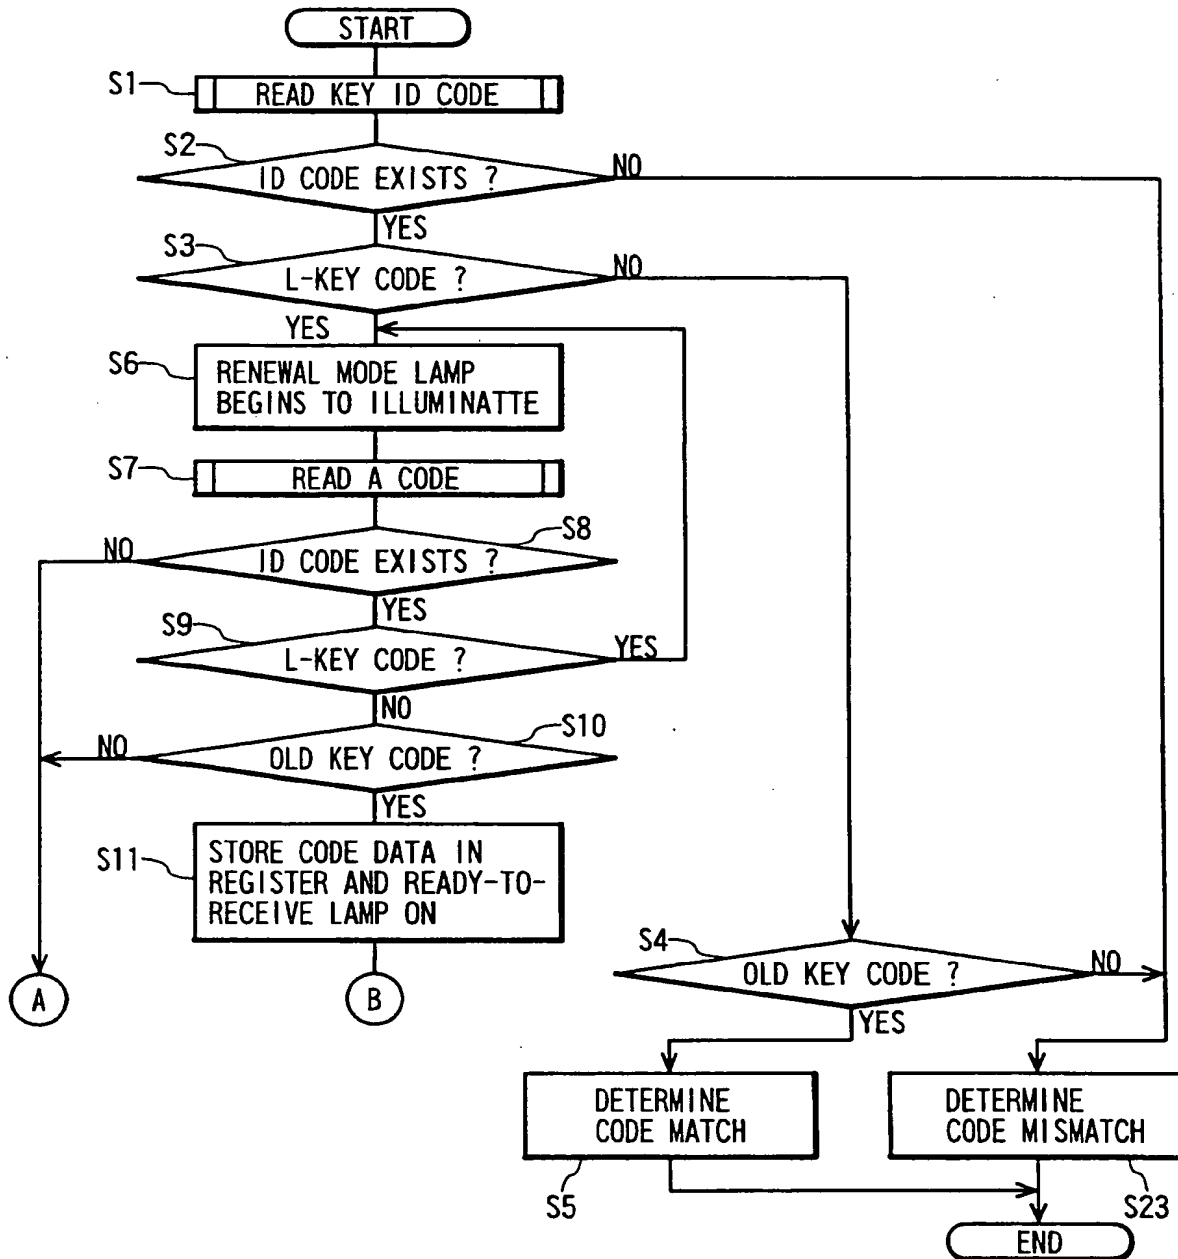 START
S1
READ KEY ID CODE
S2
ID CODE EXISTS ?
NO
YES
S3
L-KEY CODE ?
NO
YES
S6
RENEWAL MODE LAMP
BEGINS TO ILLUMINATTE
S7
READ A CODE
S8
NO
ID CODE EXISTS ?
YES
S9
L-KEY CODE ?
YES
NO
S10
NO
OLD KEY CODE ?
YES
S11
STORE CODE DATA IN
REGISTER AND READY-TO-
RECEIVE LAMP ON
A
B
S4
OLD KEY CODE ?
NO
YES
DETERMINE
CODE MATCH
S5
DETERMINE
CODE MISMATCH
S23
END